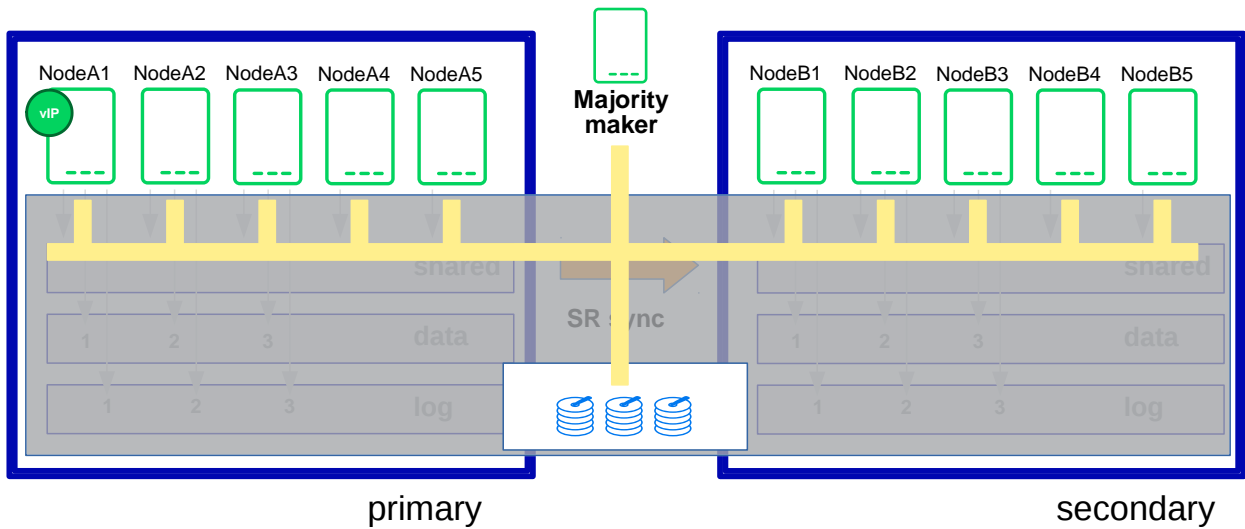 NodeA1 NodeA2 NodeA3 NodeA4 NodeA5
vIP
Majority
maker
NodeB1 NodeB2 NodeB3 NodeB4 NodeB5
shared
shared
SR sync
1 2 3 data
1 2 3 data
1 2 3 log
1 2 3 log
primary
secondary